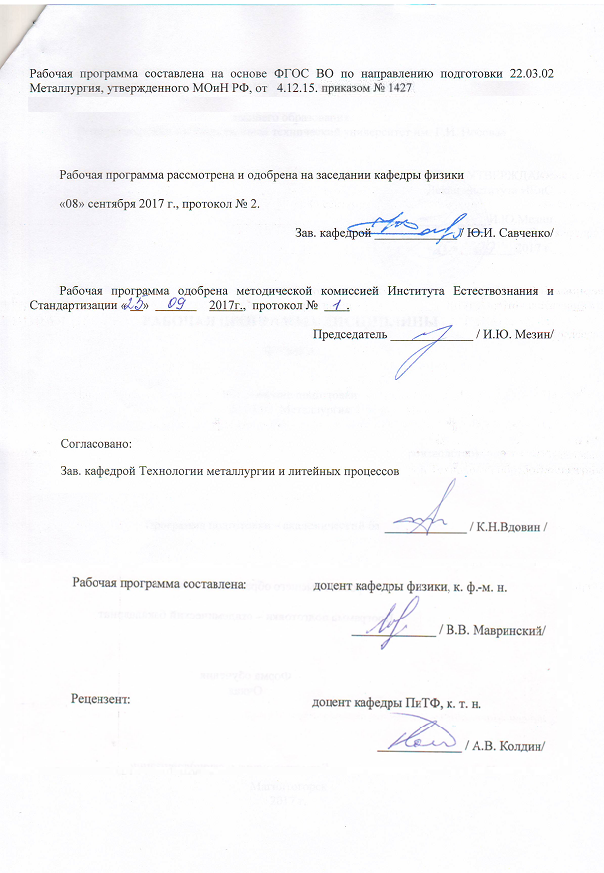 Рабочая программа составлена на основе ФГОС ВО по направлению подготовки 22.03.02
Металлургия, утвержденного МОиН РФ, от 4.12.15. приказом № 1427
Рабочая программа рассмотрена и одобрена на заседании кафедры физики
«08» сентября 2017 г., протокол № 2.
Зав. кафедрой / Ю.И. Савченко/
Рабочая программа одобрена методической комиссией Института Естествознания и
Стандартизации «25» 09 2017г., протокол № 1 .
Председатель / И.Ю. Мезин/
Согласовано:
Зав. кафедрой Технологии металлургии и литейных процессов
/ К.Н.Вдовин /
Рабочая программа составлена: доцент кафедры физики, к. ф.-м. н.
/ В.В. Мавринский/
Рецензент: доцент кафедры ПиТФ, к. т. н.
/ А.В. Колдин/